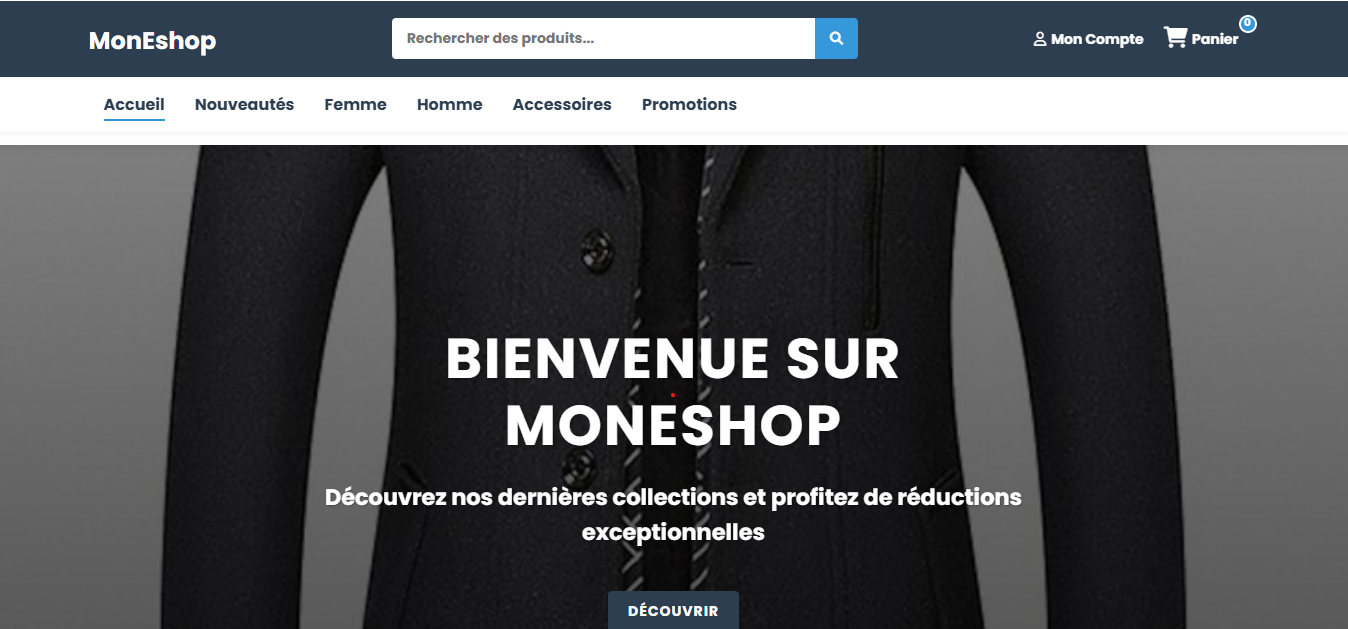 MonEshop
Rechercher des produits...
Mon Compte
Panier
0
Accueil
Nouveautés
Femme
Homme
Accessoires
Promotions
BIENVENUE SUR
MONESHOP
Découvrez nos dernières collections et profitez de réductions
exceptionnelles
DÉCOUVRIR